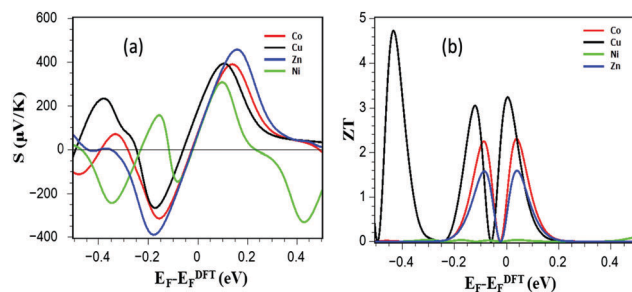 600
400
200
0
−200
−400
S (µV/K)
(a)
Co
Cu
Zn
Ni
−0.4
−0.2
0
0.2
0.4
E_F-E_F^DFT (eV)
5
4
3
2
1
0
ZT
(b)
Co
Cu
Ni
Zn
−0.4
−0.2
0
0.2
0.4
E_F-E_F^DFT (eV)